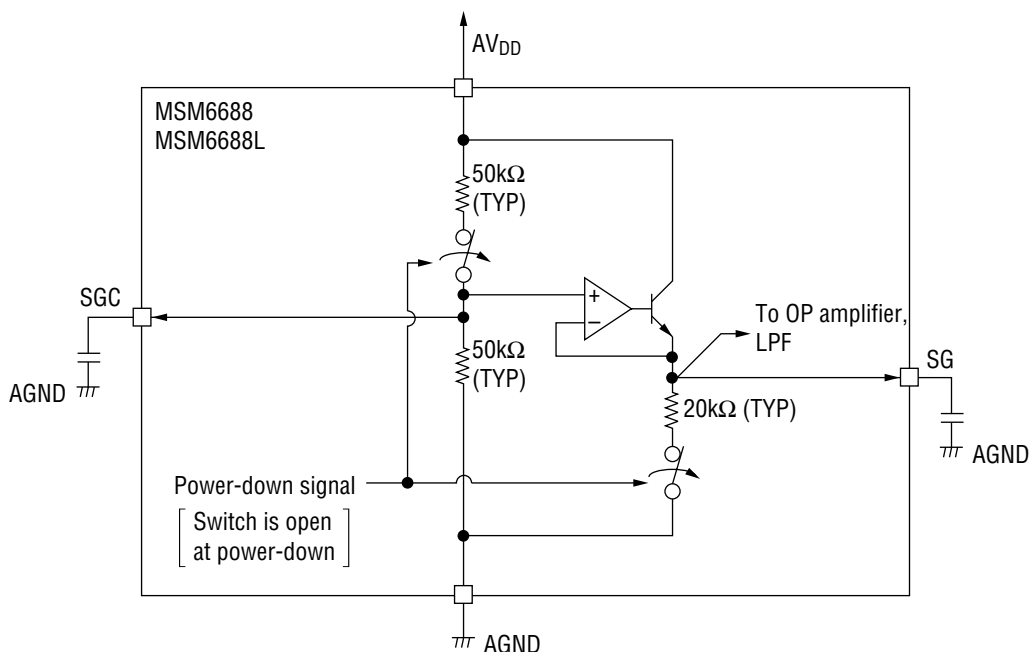 AVDD
MSM6688
MSM6688L
50kΩ
(TYP)
SGC
+
−
To OP amplifier,
LPF
50kΩ
(TYP)
SG
AGND
20kΩ (TYP)
AGND
Power-down signal
[ Switch is open
at power-down ]
AGND